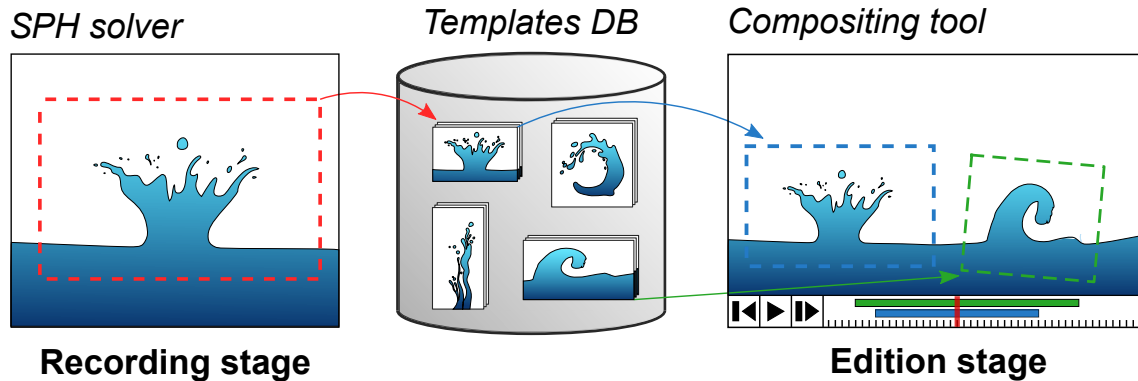 SPH solver
Templates DB
Compositing tool
Recording stage
Edition stage